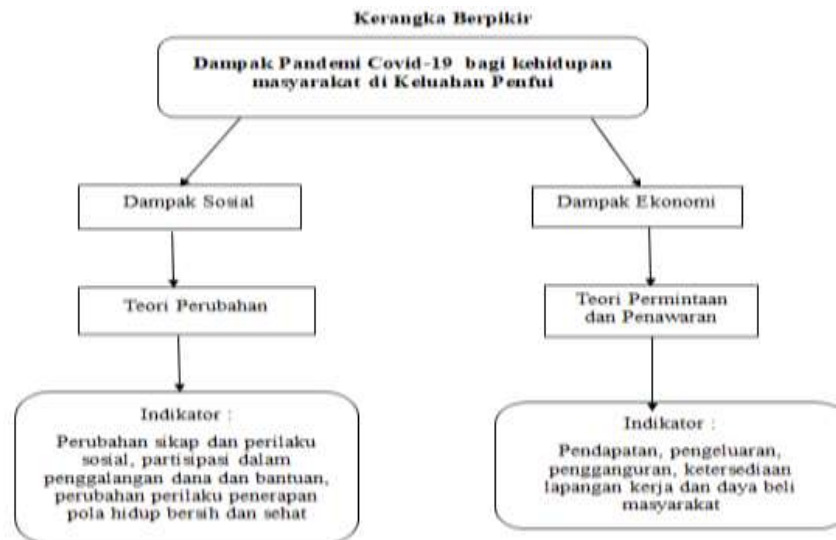 Kerangka Berpikir
Dampak Pandemi Covid-19 bagi kehidupan
masyarakat di Keluahan Penfui
Dampak Sosial
Dampak Ekonomi
Teori Perubahan
Teori Permintaan
dan Penawaran
Indikator :
Perubahan sikap dan perilaku
sosial, partisipasi dalam
penggalangan dana dan bantuan,
perubahan perilaku penerapan
pola hidup bersih dan sehat
Indikator :
Pendapatan, pengeluaran,
pengganguran, ketersediaan
lapangan kerja dan daya beli
masyarakat